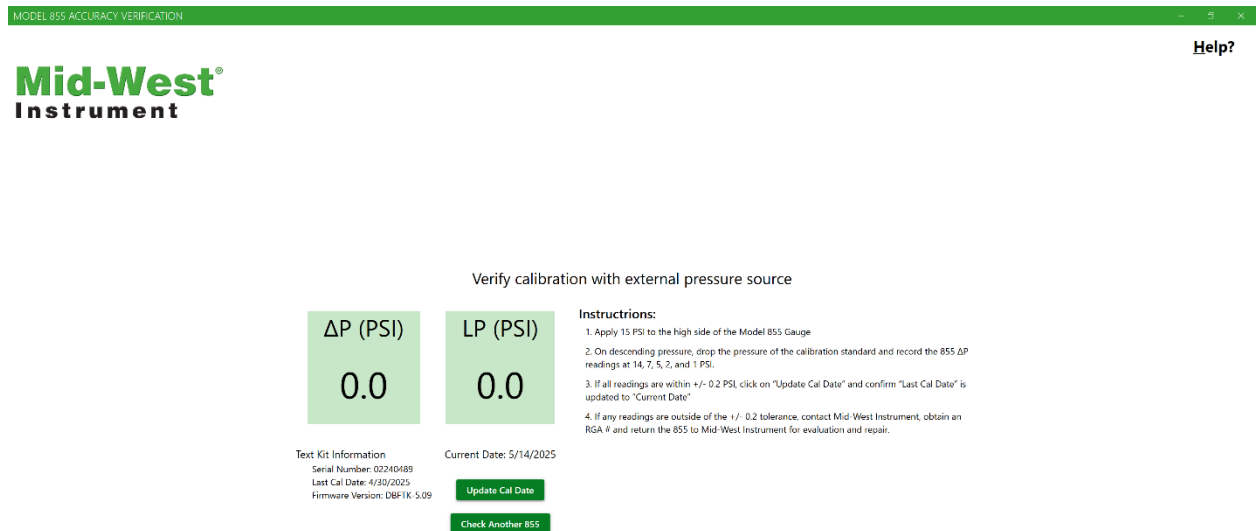 MODEL 855 ACCURACY VERIFICATION
Help?
Mid-West®
Instrument
Verify calibration with external pressure source
ΔP (PSI)
0.0
LP (PSI)
0.0
Instructrions:
1. Apply 15 PSI to the high side of the Model 855 Gauge
2. On descending pressure, drop the pressure of the calibration standard and record the 855 ΔP
readings at 14, 7, 5, 2, and 1 PSI.
3. If all readings are within +/- 0.2 PSI, click on "Update Cal Date" and confirm "Last Cal Date" is
updated to "Current Date"
4. If any readings are outside of the +/- 0.2 tolerance, contact Mid-West Instrument, obtain an
RGA # and return the 855 to Mid-West Instrument for evaluation and repair.
Text Kit Information
Serial Number: 02240489
Last Cal Date: 4/30/2025
Firmware Version: DBFTK-5.09
Current Date: 5/14/2025
Update Cal Date
Check Another 855